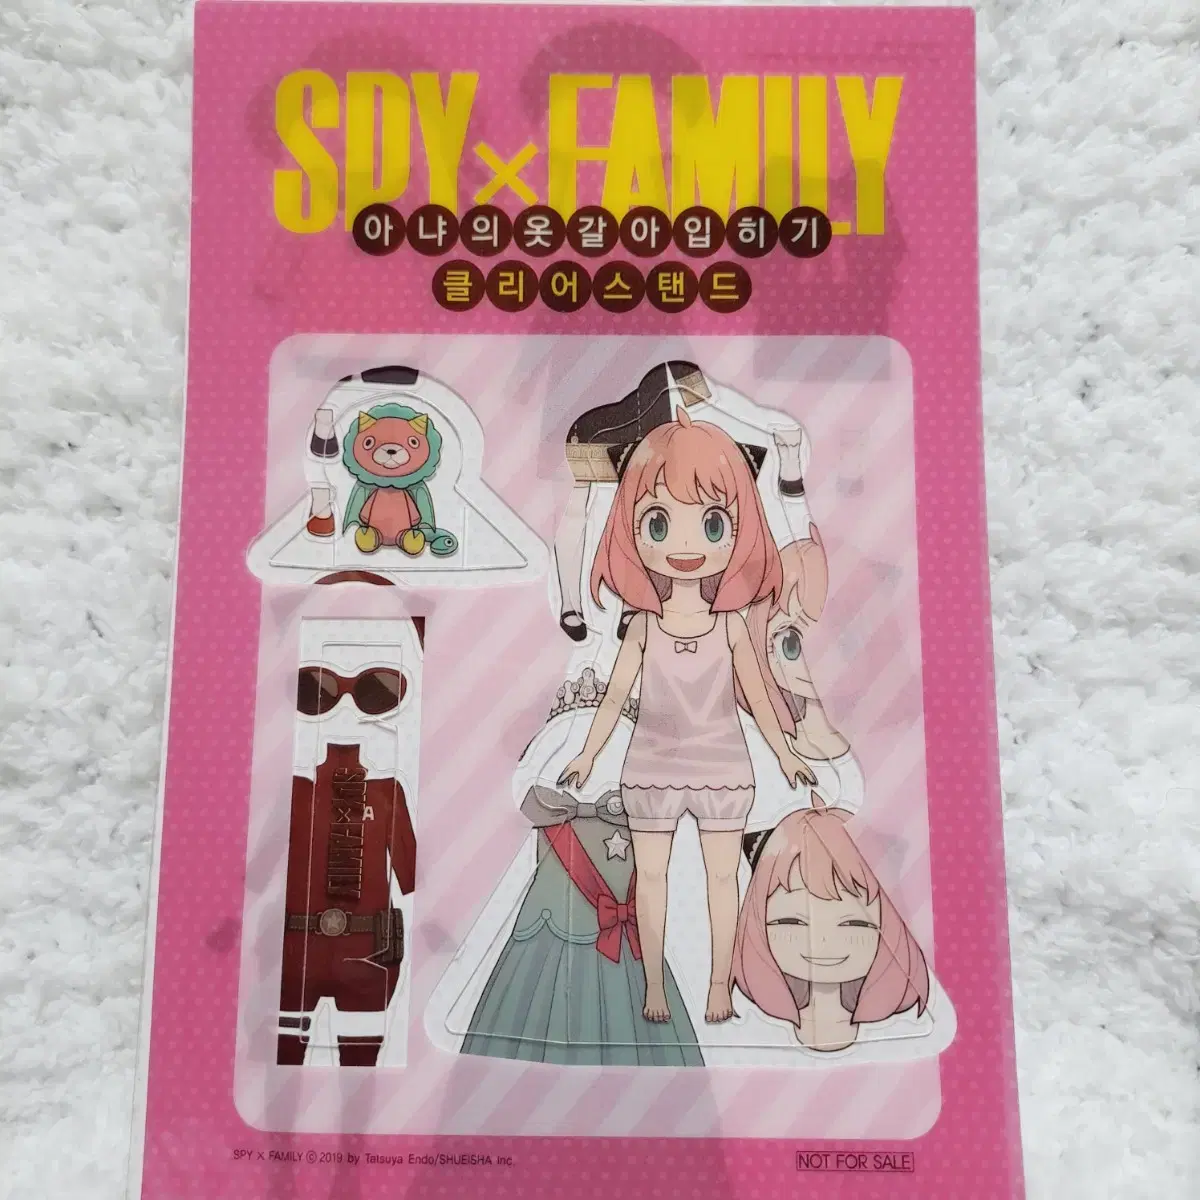 SPY×FAMILY
아냐의옷갈아입히기
클리어스탠드
SPY×FAMILY
A
SPY × FAMILY ⓒ 2019 by Tatsuya Endo/SHUEISHA Inc.
NOT FOR SALE